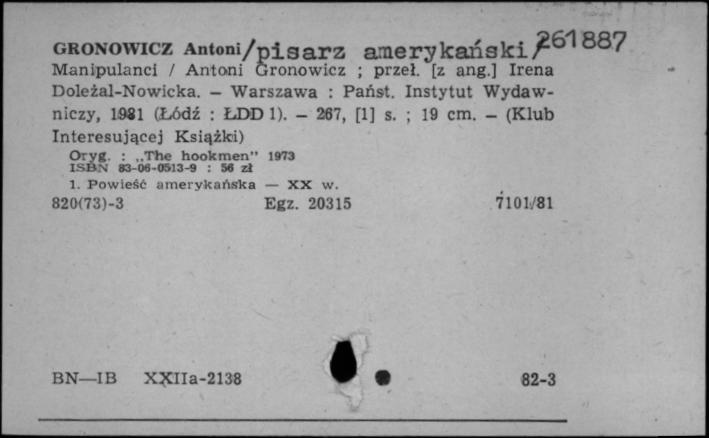 261887
GRONOWICZ Antoni/pisarz amerykański/
Manipulanci / Antoni Gronowicz ; przeł. [z ang.] Irena
Doleżal-Nowicka. — Warszawa : Państ. Instytut Wydaw-
niczy, 1981 (Łódź : ŁDD 1). — 267, [1] s. ; 19 cm. — (Klub
Interesującej Książki)
Oryg. : „The hookmen" 1973
ISBN 83-06-0513-9 : 56 zł
1. Powieść amerykańska — XX w.
820(73)-3 Egz. 20315 7101/81
BN—IB XXIIa-2138 82-3